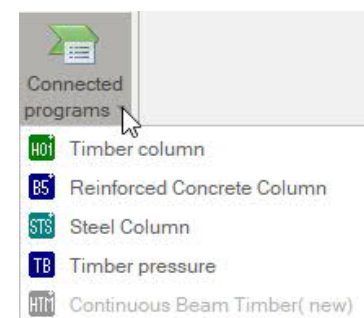 Connected
programs
H01+ Timber column
B5+ Reinforced Concrete Column
STS+ Steel Column
TB Timber pressure
HTM+ Continuous Beam Timber( new)